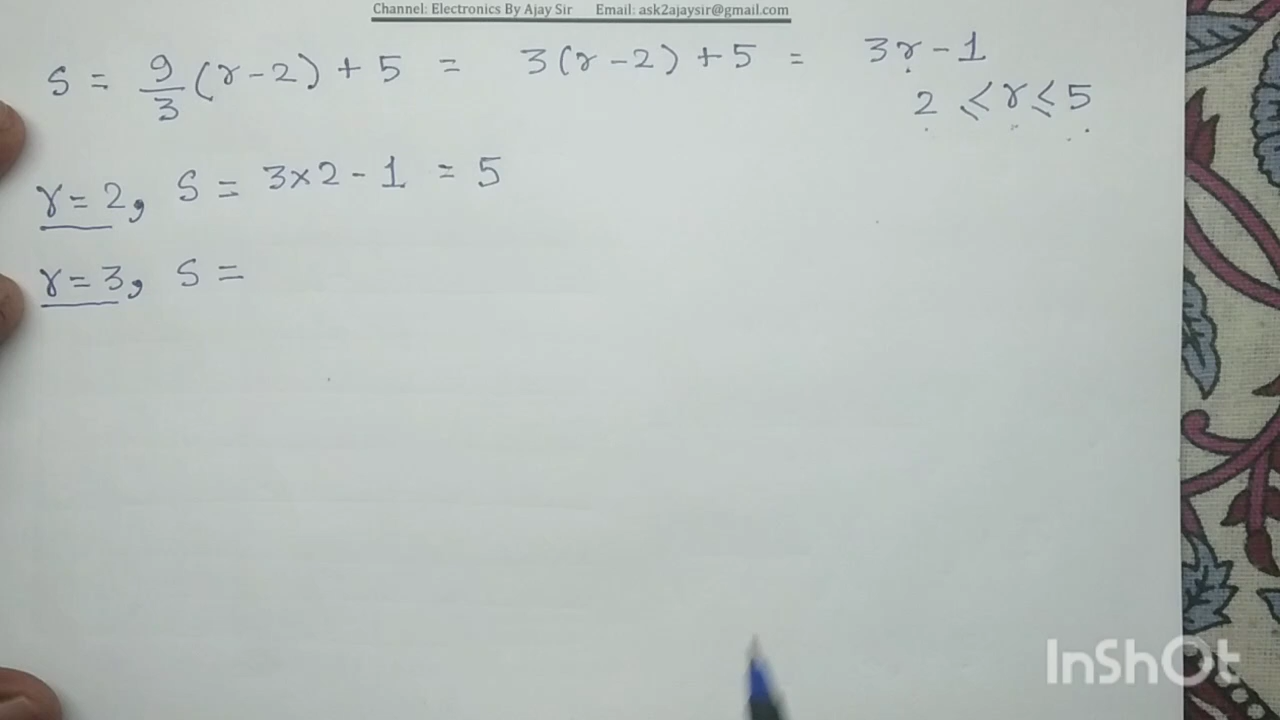 Channel: Electronics By Ajay Sir Email: ask2ajaysir@gmail.com
S = 9/3 (r - 2) + 5 = 3(r - 2) + 5 = 3r - 1
2 ≤ r ≤ 5
r = 2, S = 3×2 - 1 = 5
r = 3, S =
InShOt